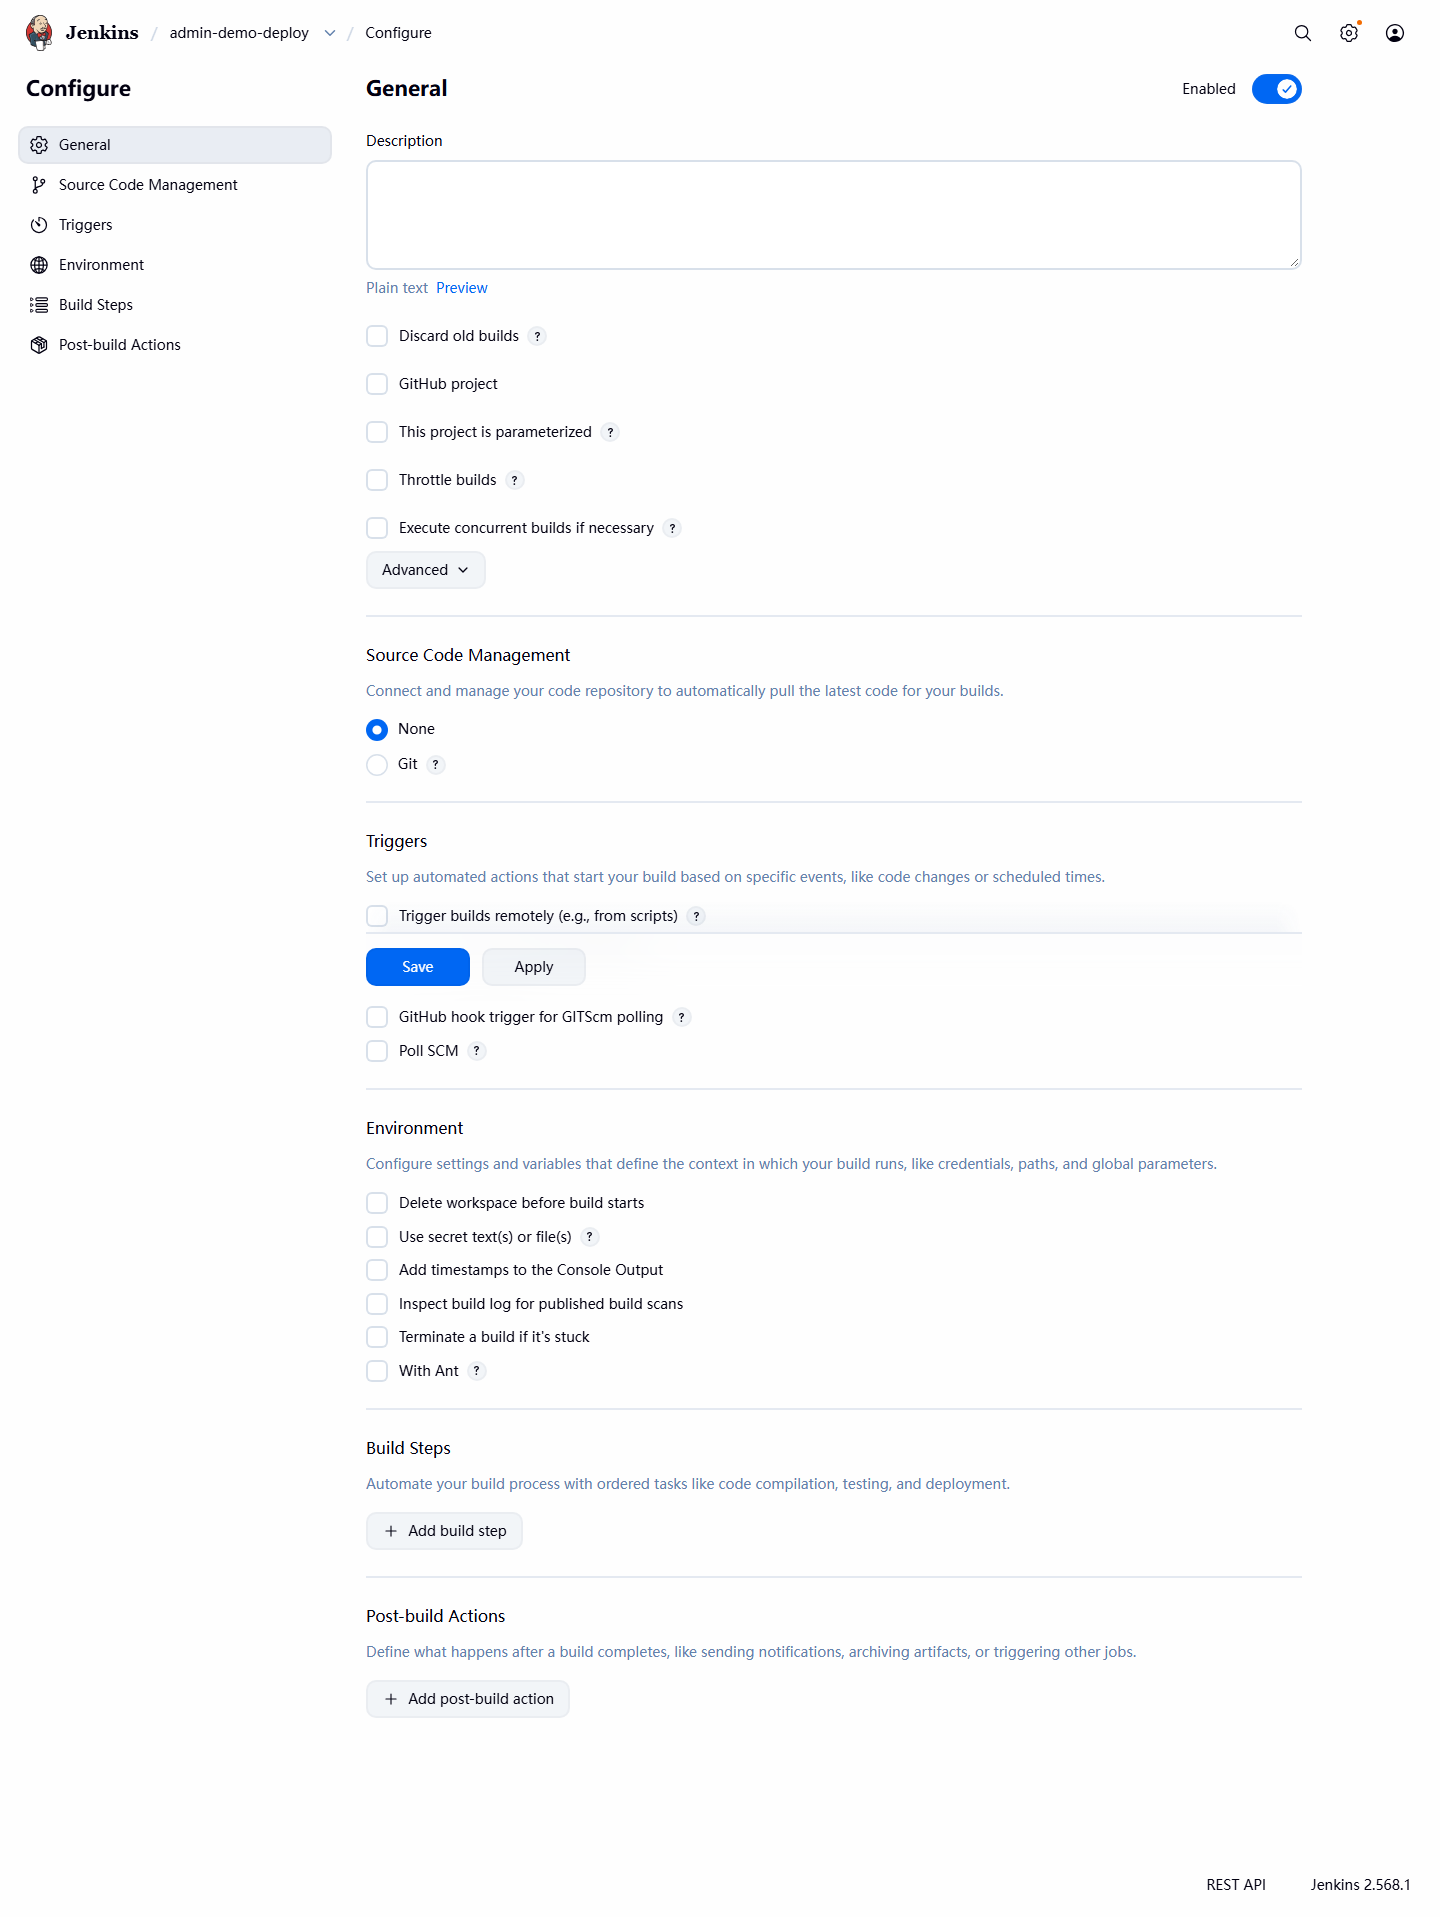 Jenkins / admin-demo-deploy / Configure
Configure
General
Source Code Management
Triggers
Environment
Build Steps
Post-build Actions
General
Enabled
Description
Plain text Preview
Discard old builds ?
GitHub project
This project is parameterized ?
Throttle builds ?
Execute concurrent builds if necessary ?
Advanced
Source Code Management
Connect and manage your code repository to automatically pull the latest code for your builds.
None
Git ?
Triggers
Set up automated actions that start your build based on specific events, like code changes or scheduled times.
Trigger builds remotely (e.g., from scripts) ?
Save Apply
GitHub hook trigger for GITScm polling ?
Poll SCM ?
Environment
Configure settings and variables that define the context in which your build runs, like credentials, paths, and global parameters.
Delete workspace before build starts
Use secret text(s) or file(s) ?
Add timestamps to the Console Output
Inspect build log for published build scans
Terminate a build if it's stuck
With Ant ?
Build Steps
Automate your build process with ordered tasks like code compilation, testing, and deployment.
+ Add build step
Post-build Actions
Define what happens after a build completes, like sending notifications, archiving artifacts, or triggering other jobs.
+ Add post-build action
REST API Jenkins 2.568.1